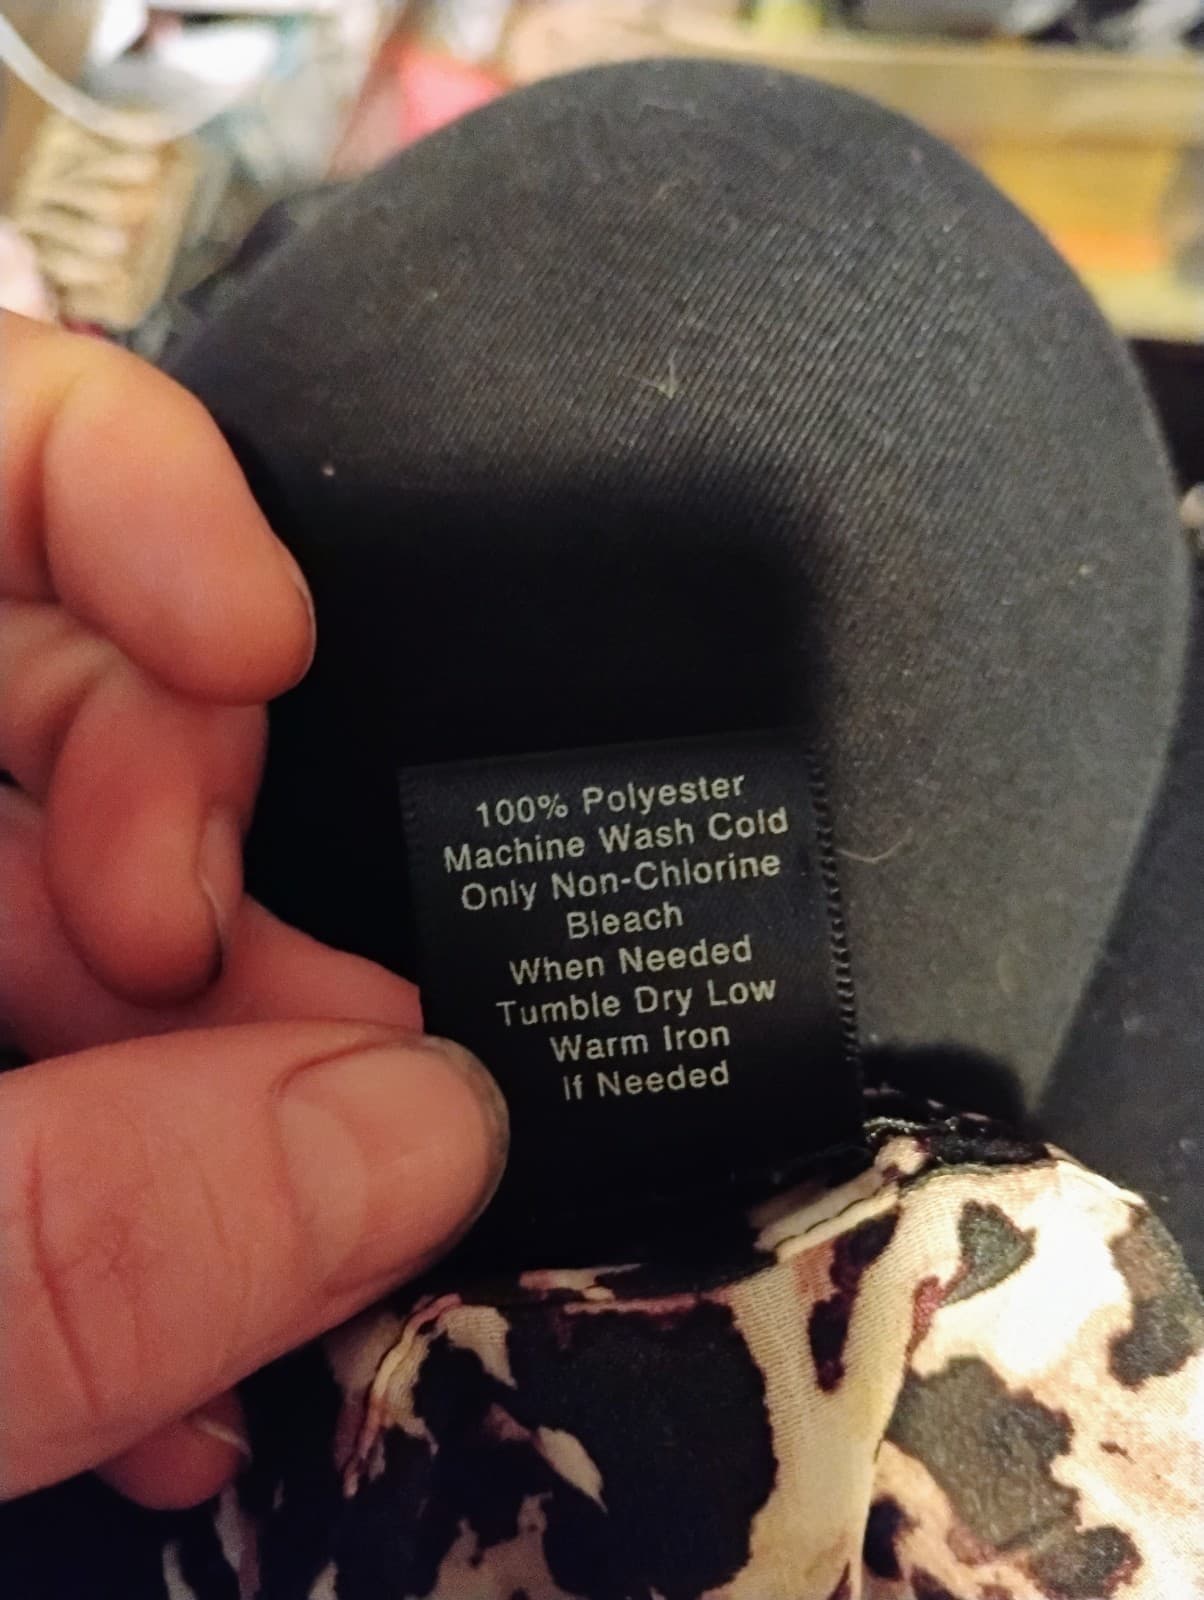 100% Polyester
Machine Wash Cold
Only Non-Chlorine
Bleach
When Needed
Tumble Dry Low
Warm Iron
If Needed